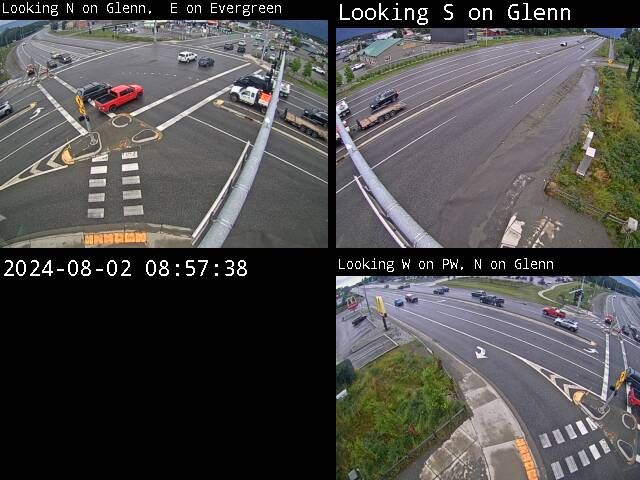 Looking N on Glenn, E on Evergreen
Looking S on Glenn
2024-08-02 08:57:38
Looking W on PW, N on Glenn